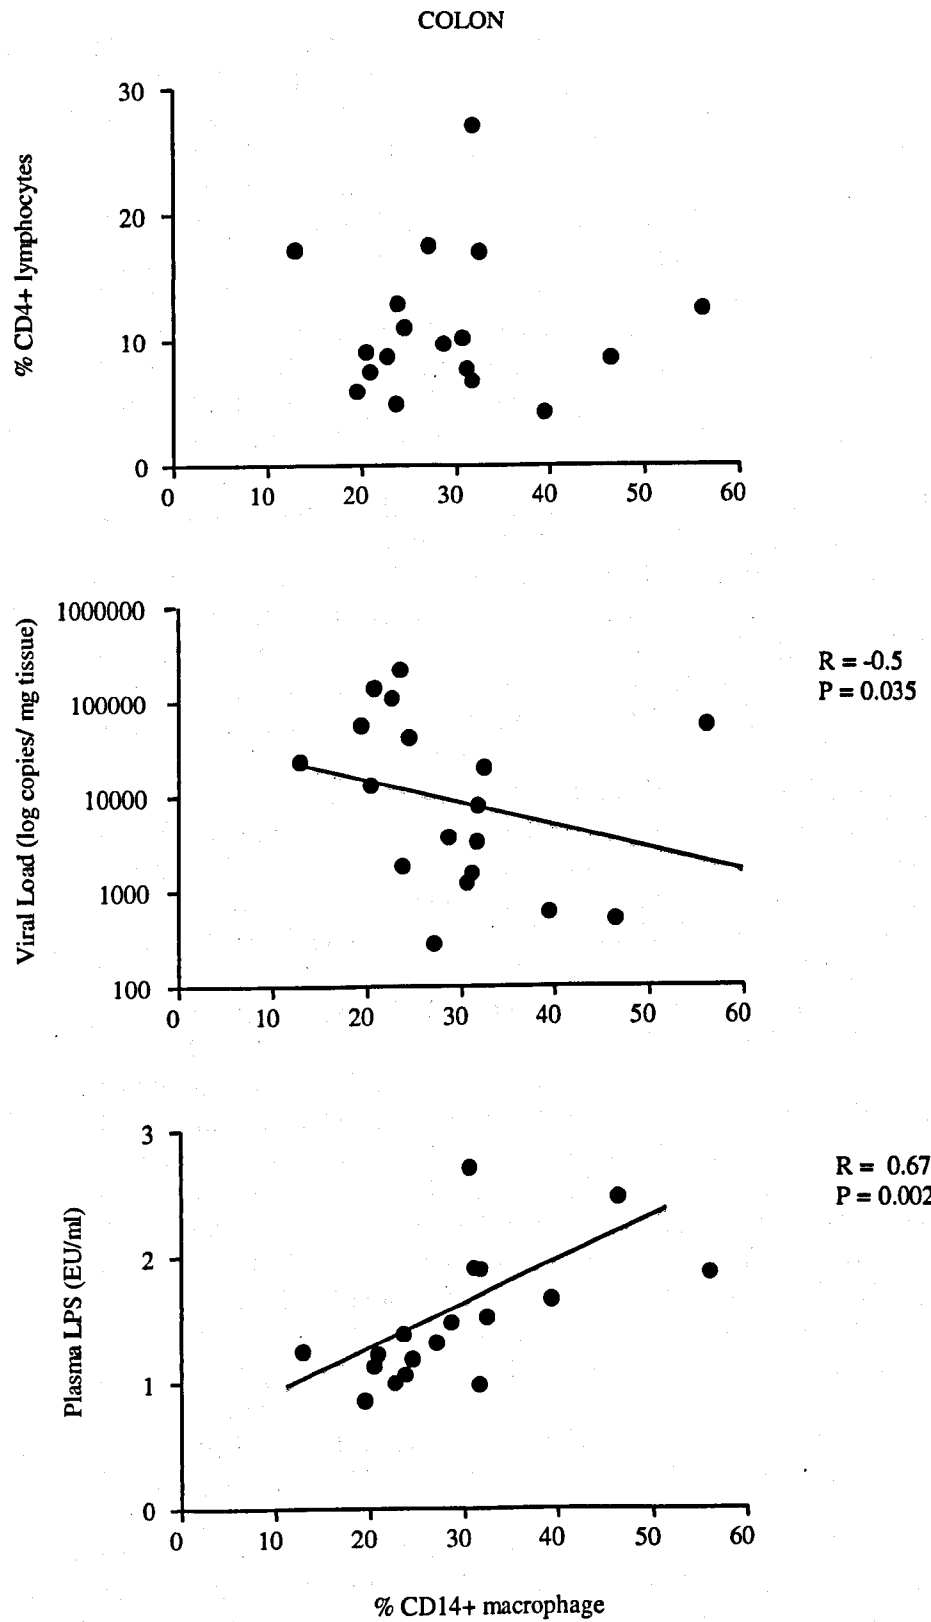 COLON
30
20
10
0
% CD4+ lymphocytes
0 10 20 30 40 50 60
1000000
100000
10000
1000
100
Viral Load (log copies/ mg tissue)
R = -0.5
P = 0.035
0 10 20 30 40 50 60
3
2
1
0
Plasma LPS (EU/ml)
R = 0.67
P = 0.002
0 10 20 30 40 50 60
% CD14+ macrophage